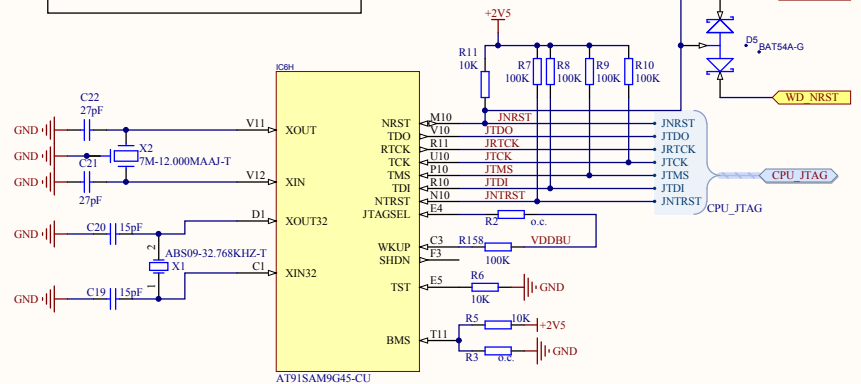 +2V5
IC6H
R11
10K
R7
100K
R8
100K
R9
100K
R10
100K
D5
BAT54A-G
WD_NRST
C22
27pF
GND
V11
XOUT
X2
7M-12.000MAAJ-T
GND
C21
27pF
GND
V12
XIN
NRST
M10
JNRST
JNRST
TDO
V10
JTDO
JTDO
RTCK
R11
JRTCK
JRTCK
TCK
U10
JTCK
JTCK
TMS
P10
JTMS
JTMS
TDI
R10
JTDI
JTDI
NTRST
N10
JNTRST
JNTRST
CPU_JTAG
CPU_JTAG
JTAGSEL
E4
R2
o.c.
C20
15pF
GND
D1
XOUT32
2
ABS09-32.768KHZ-T
X1
1
C1
XIN32
C19
15pF
GND
WKUP
C3
R158
100K
VDDBU
SHDN
F3
TST
E5
R6
10K
GND
R5
10K
+2V5
BMS
T11
R3
o.c.
GND
AT91SAM9G45-CU